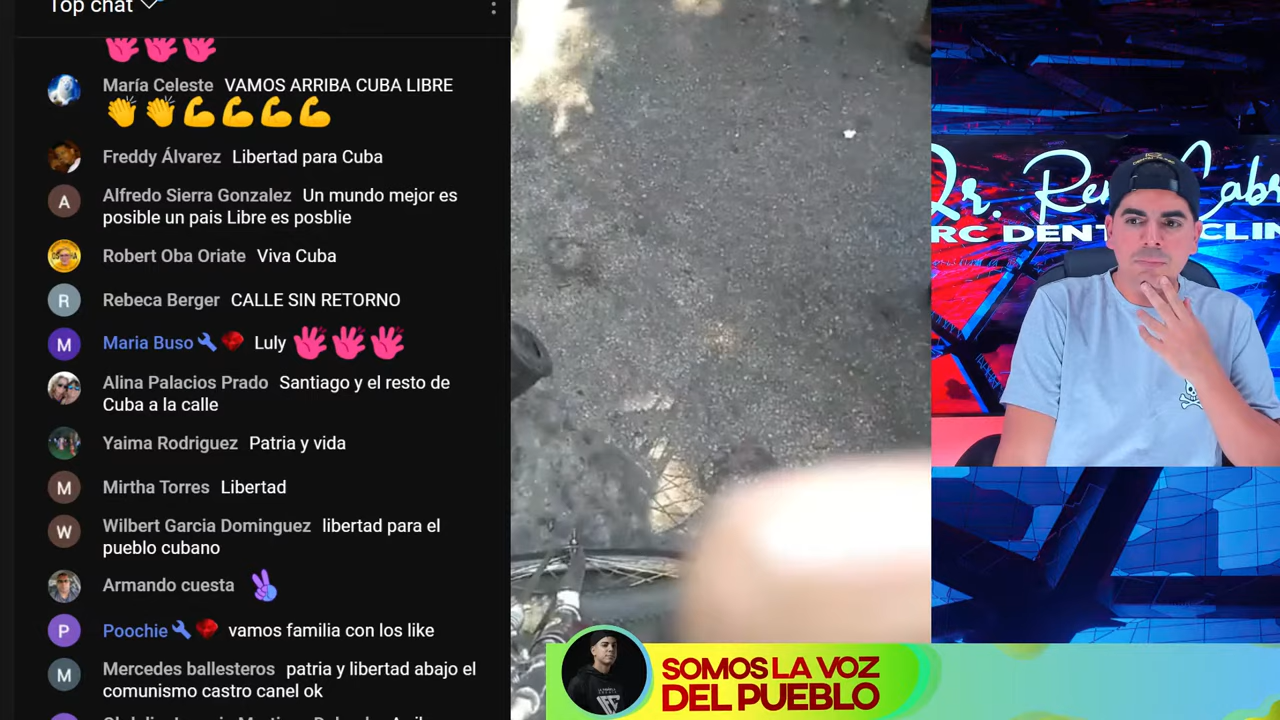 Top chat
María Celeste VAMOS ARRIBA CUBA LIBRE
Freddy Álvarez Libertad para Cuba
Alfredo Sierra Gonzalez Un mundo mejor es
posible un pais Libre es posblie
Robert Oba Oriate Viva Cuba
Rebeca Berger CALLE SIN RETORNO
Maria Buso Luly
Alina Palacios Prado Santiago y el resto de
Cuba a la calle
Yaima Rodriguez Patria y vida
Mirtha Torres Libertad
Wilbert Garcia Dominguez libertad para el
pueblo cubano
Armando cuesta
Poochie vamos familia con los like
Mercedes ballesteros patria y libertad abajo el
comunismo castro canel ok
A
R
M
M
W
P
M
Dr. Ren Cabr
RC DENT CLIN
SOMOS LA VOZ
DEL PUEBLO